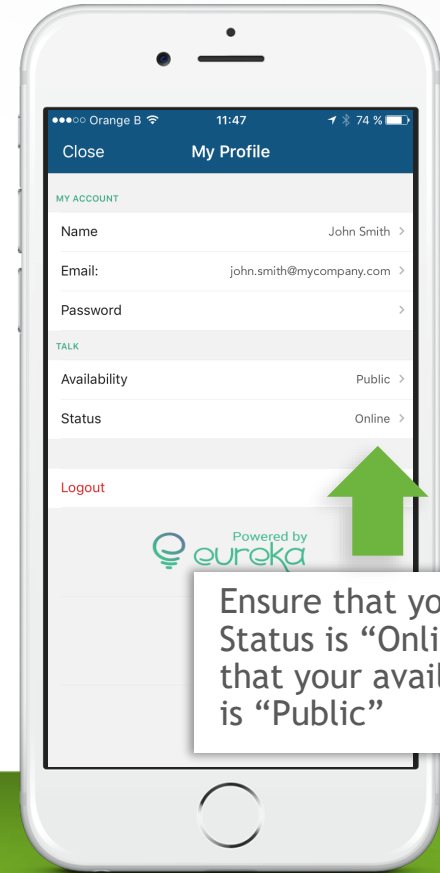 Orange B 11:47 74 %
Close My Profile
MY ACCOUNT
Name John Smith
Email: john.smith@mycompany.com
Password
TALK
Availability Public
Status Online
Logout
Powered by
eureka
Ensure that yo
Status is “Onli
that your avail
is “Public”